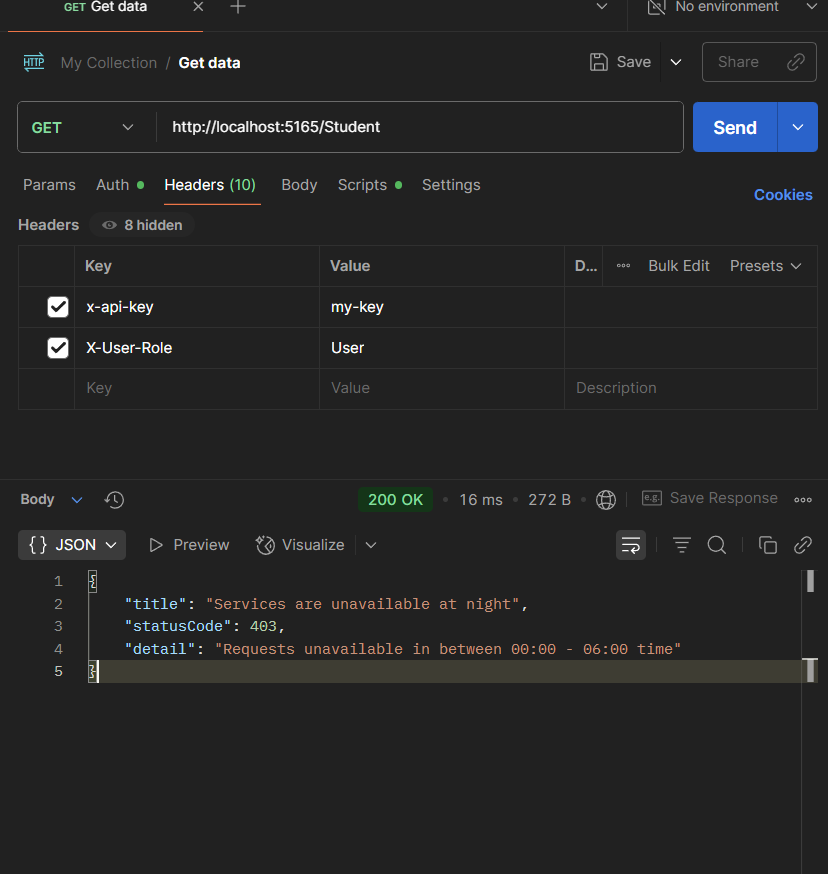 GET Get data
No environment
HTTP My Collection / Get data Save Share
GET http://localhost:5165/Student Send
Params Auth Headers (10) Body Scripts Settings Cookies
Headers 8 hidden
Key Value D... Bulk Edit Presets
x-api-key my-key
X-User-Role User
Key Value Description
Body 200 OK 16 ms 272 B e.g. Save Response
{} JSON Preview Visualize
1 {
2 "title": "Services are unavailable at night",
3 "statusCode": 403,
4 "detail": "Requests unavailable in between 00:00 - 06:00 time"
5 }